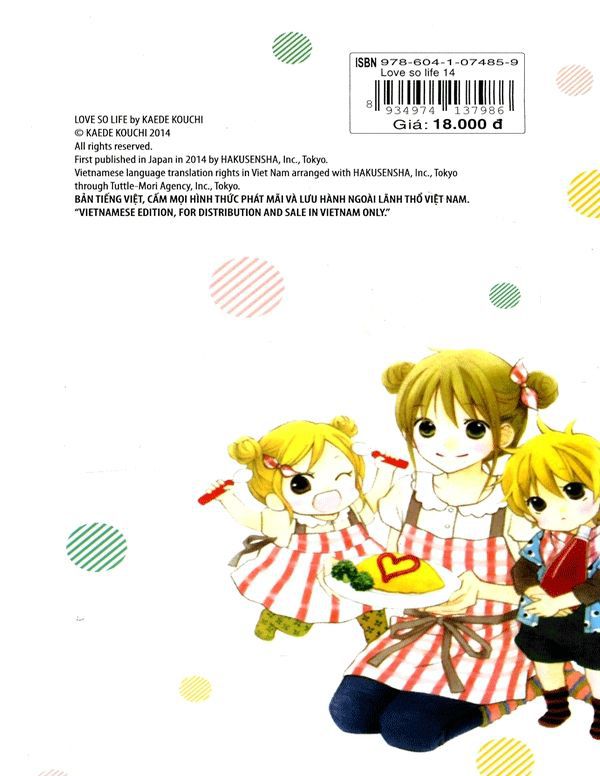 ISBN 978-604-1-07485-9
Love so life 14
8 934974 137986
Giá: 18.000 đ
LOVE SO LIFE by KAEDE KOUCHI
© KAEDE KOUCHI 2014
All rights reserved.
First published in Japan in 2014 by HAKUSENSHA, Inc., Tokyo.
Vietnamese language translation rights in Viet Nam arranged with HAKUSENSHA, Inc., Tokyo
through Tuttle-Mori Agency, Inc., Tokyo.
BẢN TIẾNG VIỆT, CẤM MỌI HÌNH THỨC PHÁT MÃI VÀ LƯU HÀNH NGOÀI LÃNH THỔ VIỆT NAM.
“VIETNAMESE EDITION, FOR DISTRIBUTION AND SALE IN VIETNAM ONLY.”